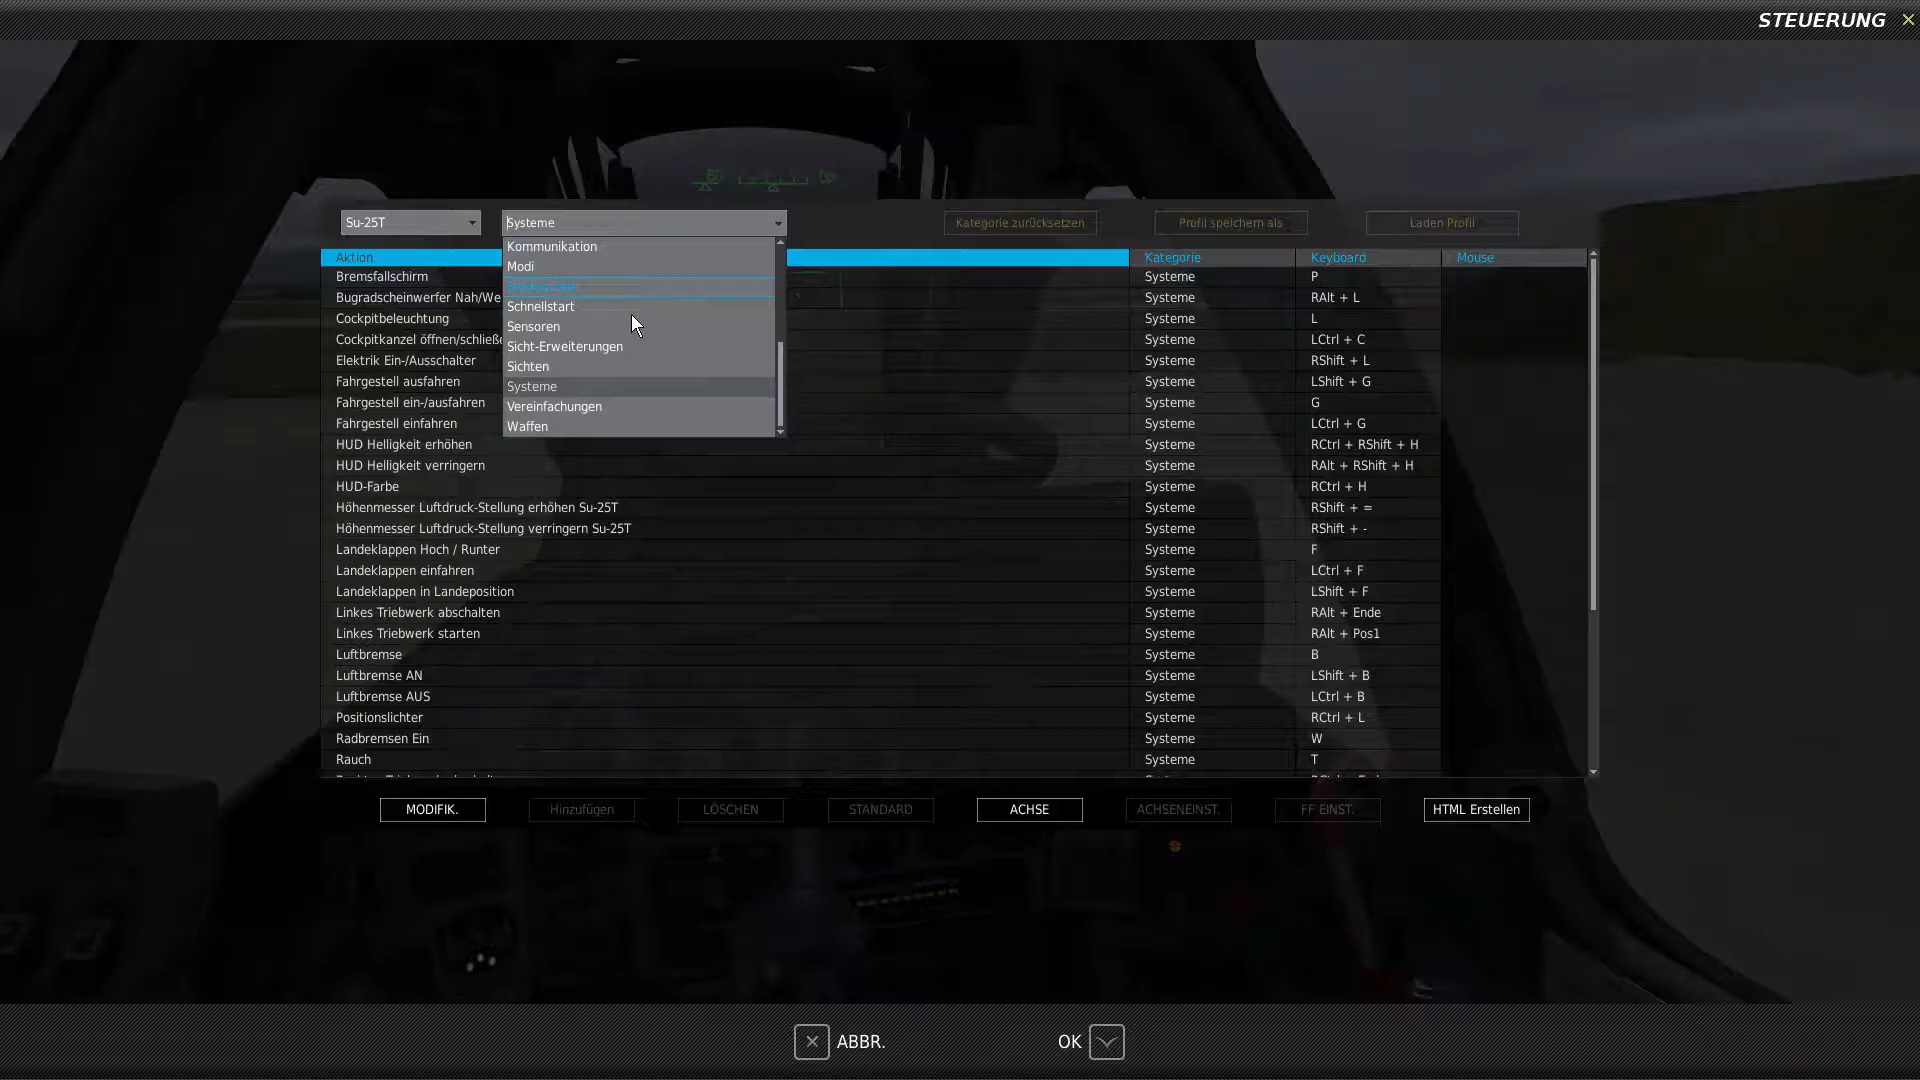 STEUERUNG
Su-25T
Systeme
Kategorie zurücksetzen
Profil speichern als
Laden Profil
Kommunikation
Modi
Schnellstart
Sensoren
Sicht-Erweiterungen
Sichten
Systeme
Vereinfachungen
Waffen
Aktion Kategorie Keyboard Mouse
Bremsfallschirm Systeme P
Bugradscheinwerfer Nah/We Systeme RAlt + L
Cockpitbeleuchtung Systeme L
Cockpitkanzel öffnen/schließe Systeme LCtrl + C
Elektrik Ein-/Ausschalter Systeme RShift + L
Fahrgestell ausfahren Systeme LShift + G
Fahrgestell ein-/ausfahren Systeme G
Fahrgestell einfahren Systeme LCtrl + G
HUD Helligkeit erhöhen Systeme RCtrl + RShift + H
HUD Helligkeit verringern Systeme RAlt + RShift + H
HUD-Farbe Systeme RCtrl + H
Höhenmesser Luftdruck-Stellung erhöhen Su-25T Systeme RShift + =
Höhenmesser Luftdruck-Stellung verringern Su-25T Systeme RShift + -
Landeklappen Hoch / Runter Systeme F
Landeklappen einfahren Systeme LCtrl + F
Landeklappen in Landeposition Systeme LShift + F
Linkes Triebwerk abschalten Systeme RAlt + Ende
Linkes Triebwerk starten Systeme RAlt + Pos1
Luftbremse Systeme B
Luftbremse AN Systeme LShift + B
Luftbremse AUS Systeme LCtrl + B
Positionslichter Systeme RCtrl + L
Radbremsen Ein Systeme W
Rauch Systeme T
MODIFIK.
Hinzufügen
LÖSCHEN
STANDARD
ACHSE
ACHSENEINST.
FF EINST.
HTML Erstellen
ABBR.
OK